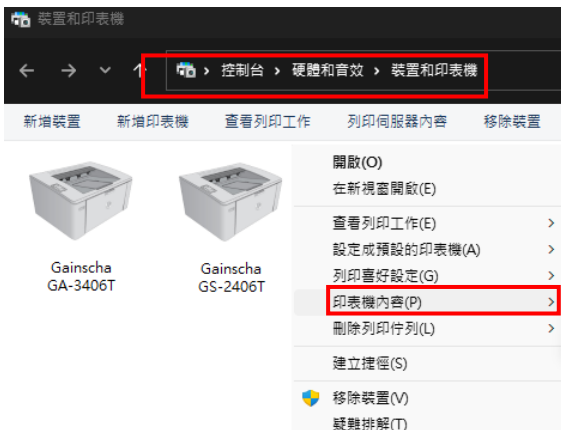 裝置和印表機
控制台 › 硬體和音效 › 裝置和印表機
新增裝置 新增印表機 查看列印工作 列印伺服器內容 移除裝置
Gainscha
GA-3406T
Gainscha
GS-2406T
開啟(O)
在新視窗開啟(E)
查看列印工作(E)
設定成預設的印表機(A)
列印喜好設定(G)
印表機內容(P)
刪除列印佇列(L)
建立捷徑(S)
移除裝置(V)
疑難排解(T)